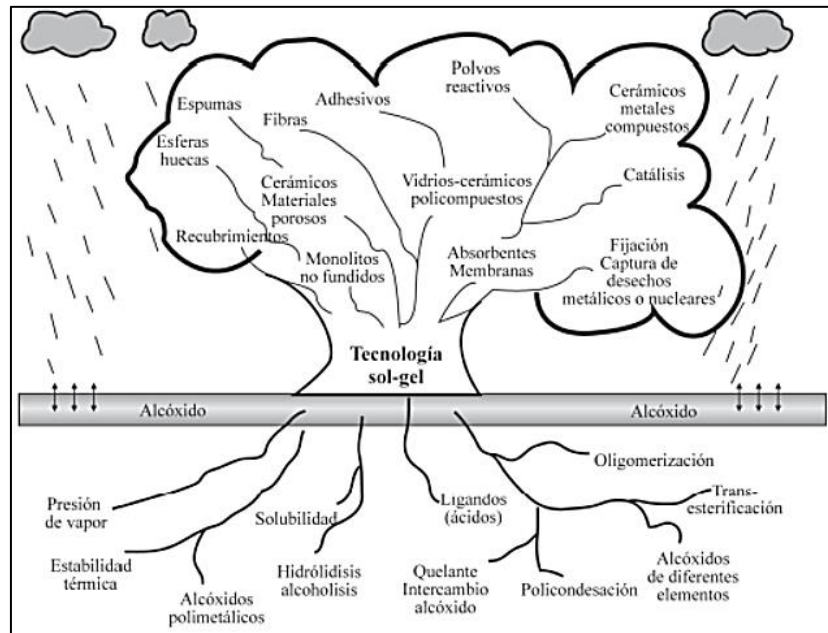 Polvos
reactivos
Cerámicos
metales
compuestos
Espumas
Adhesivos
Fibras
Esferas
huecas
Cerámicos
Materiales
porosos
Vidrios-cerámicos
policompuestos
Catálisis
Recubrimientos
Monolitos
no fundidos
Absorbentes
Membranas
Fijación
Captura de
desechos
metálicos o nucleares
Tecnología
sol-gel
Alcóxido
Alcóxido
Oligomerización
Presión
de vapor
Solubilidad
Ligandos
(ácidos)
Trans-
esterificación
Estabilidad
térmica
Alcóxidos
polimetálicos
Hidrólidisis
alcoholisis
Quelante
Intercambio
alcóxido
Policondesación
Alcóxidos
de diferentes
elementos